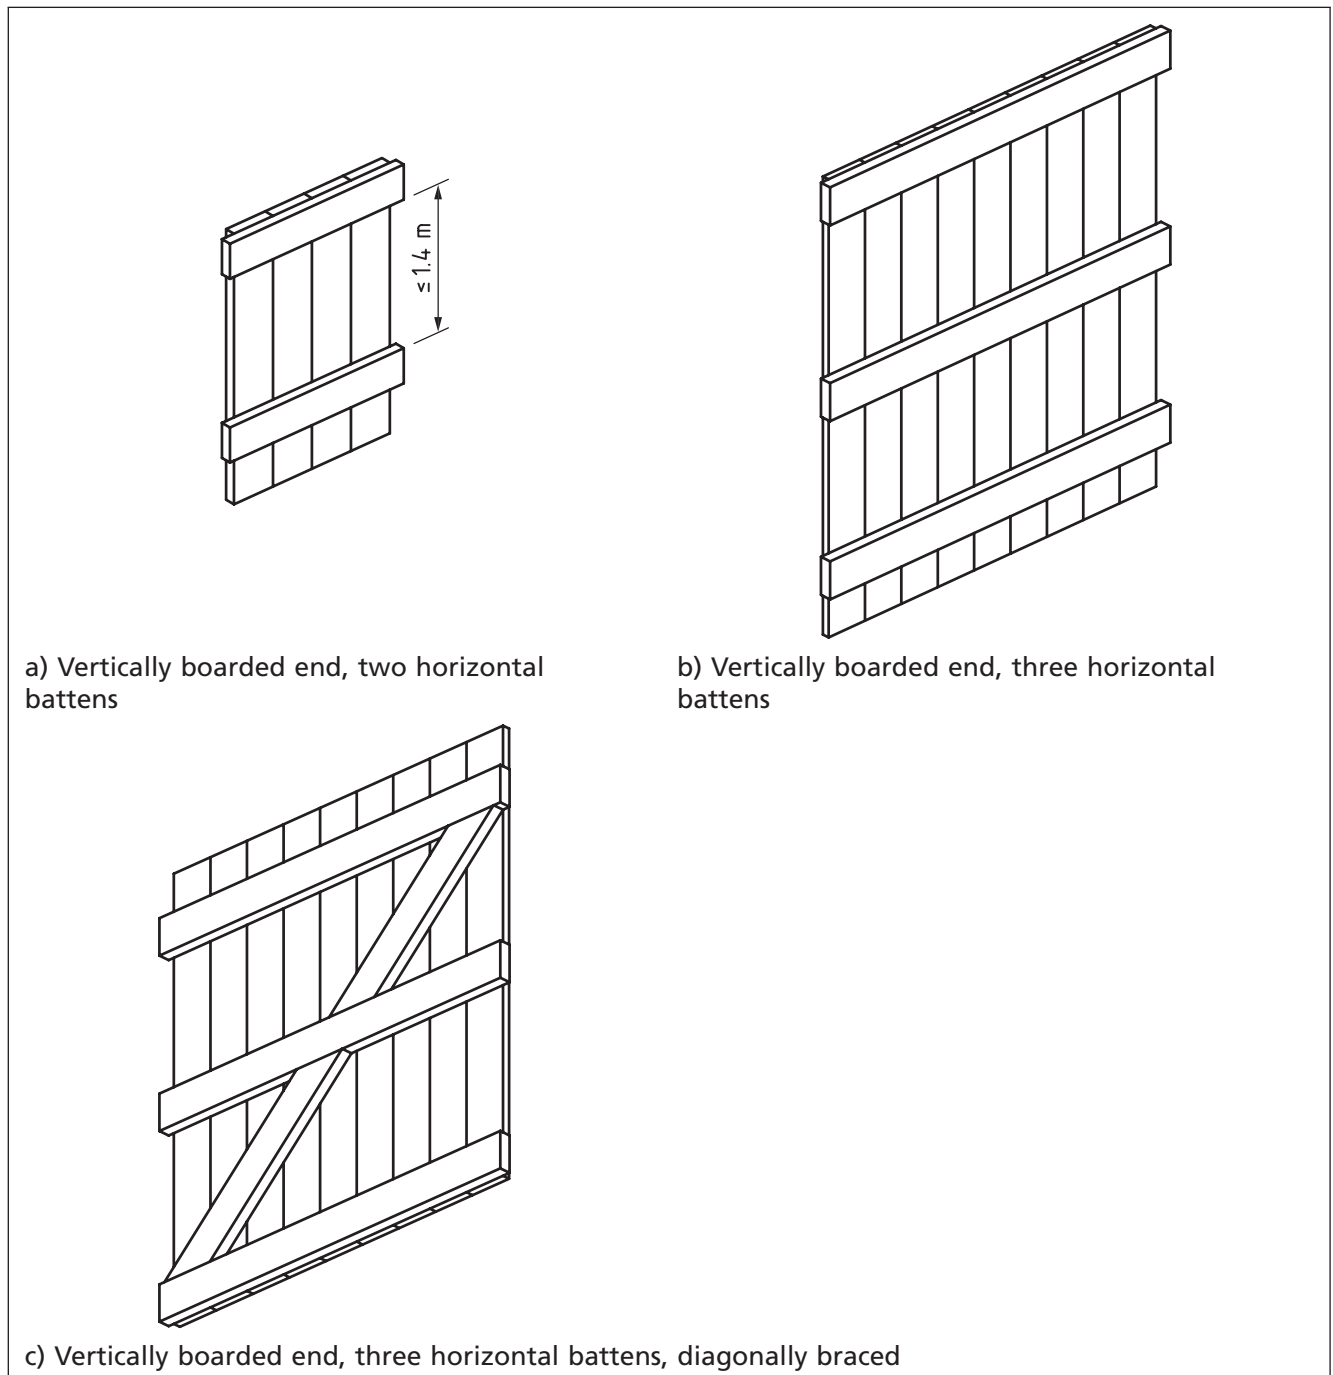 ≤1.4 m
a) Vertically boarded end, two horizontal
battens
b) Vertically boarded end, three horizontal
battens
c) Vertically boarded end, three horizontal battens, diagonally braced